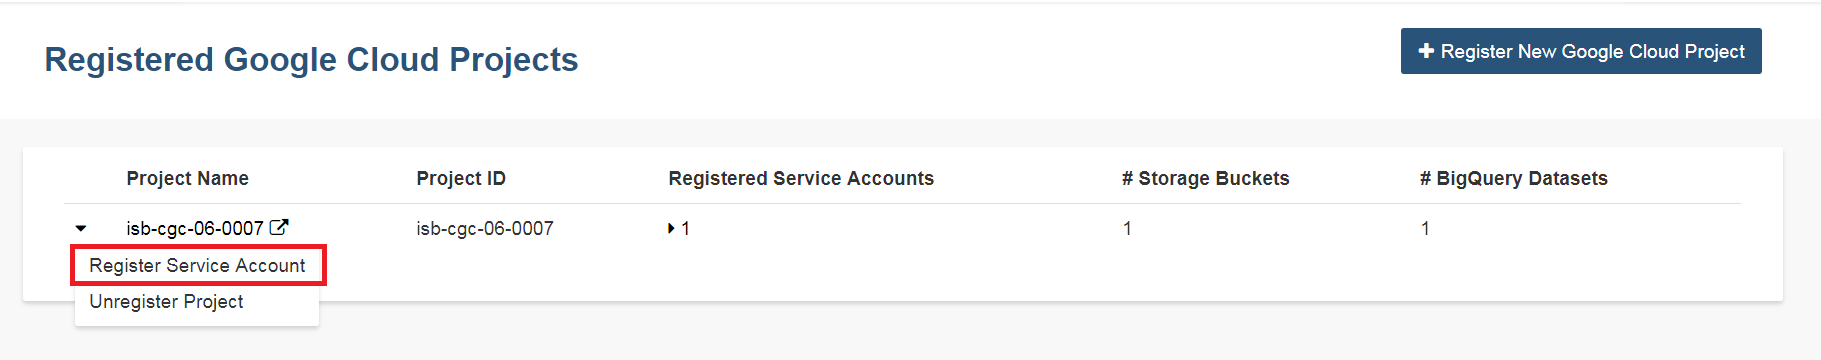 Registered Google Cloud Projects
Register New Google Cloud Project
Project Name Project ID Registered Service Accounts # Storage Buckets # BigQuery Datasets
isb-cgc-06-0007 isb-cgc-06-0007 1 1 1
Register Service Account
Unregister Project